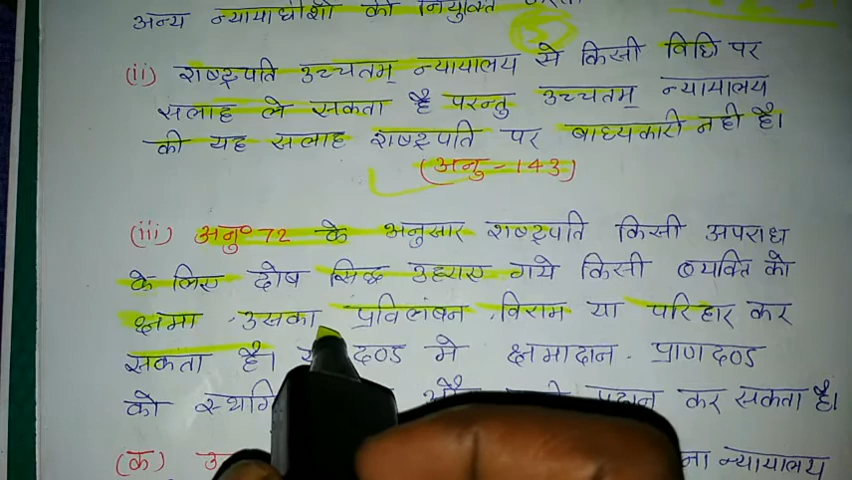 अन्य न्यायाधीशो की नियुक्ति
(ii) राष्ट्रपति उच्चतम् न्यायालय से किसी विधि पर
सलाह ले सकता है परन्तु उच्चतम् न्यायालय
की यह सलाह राष्ट्रपति पर बाध्यकारी नही है।
(अनु - 143)
(iii) अनु० 72 के अनुसार राष्ट्रपति किसी अपराध
के लिए दोष सिद्ध ठहराए गये किसी व्यक्ति को
क्षमा, उसका प्रविलंबन, विराम या परिहार कर
सकता है। दण्ड मे क्षमादान, प्राणदण्ड
को प्रदान कर सकता है।
(क) न्यायालय